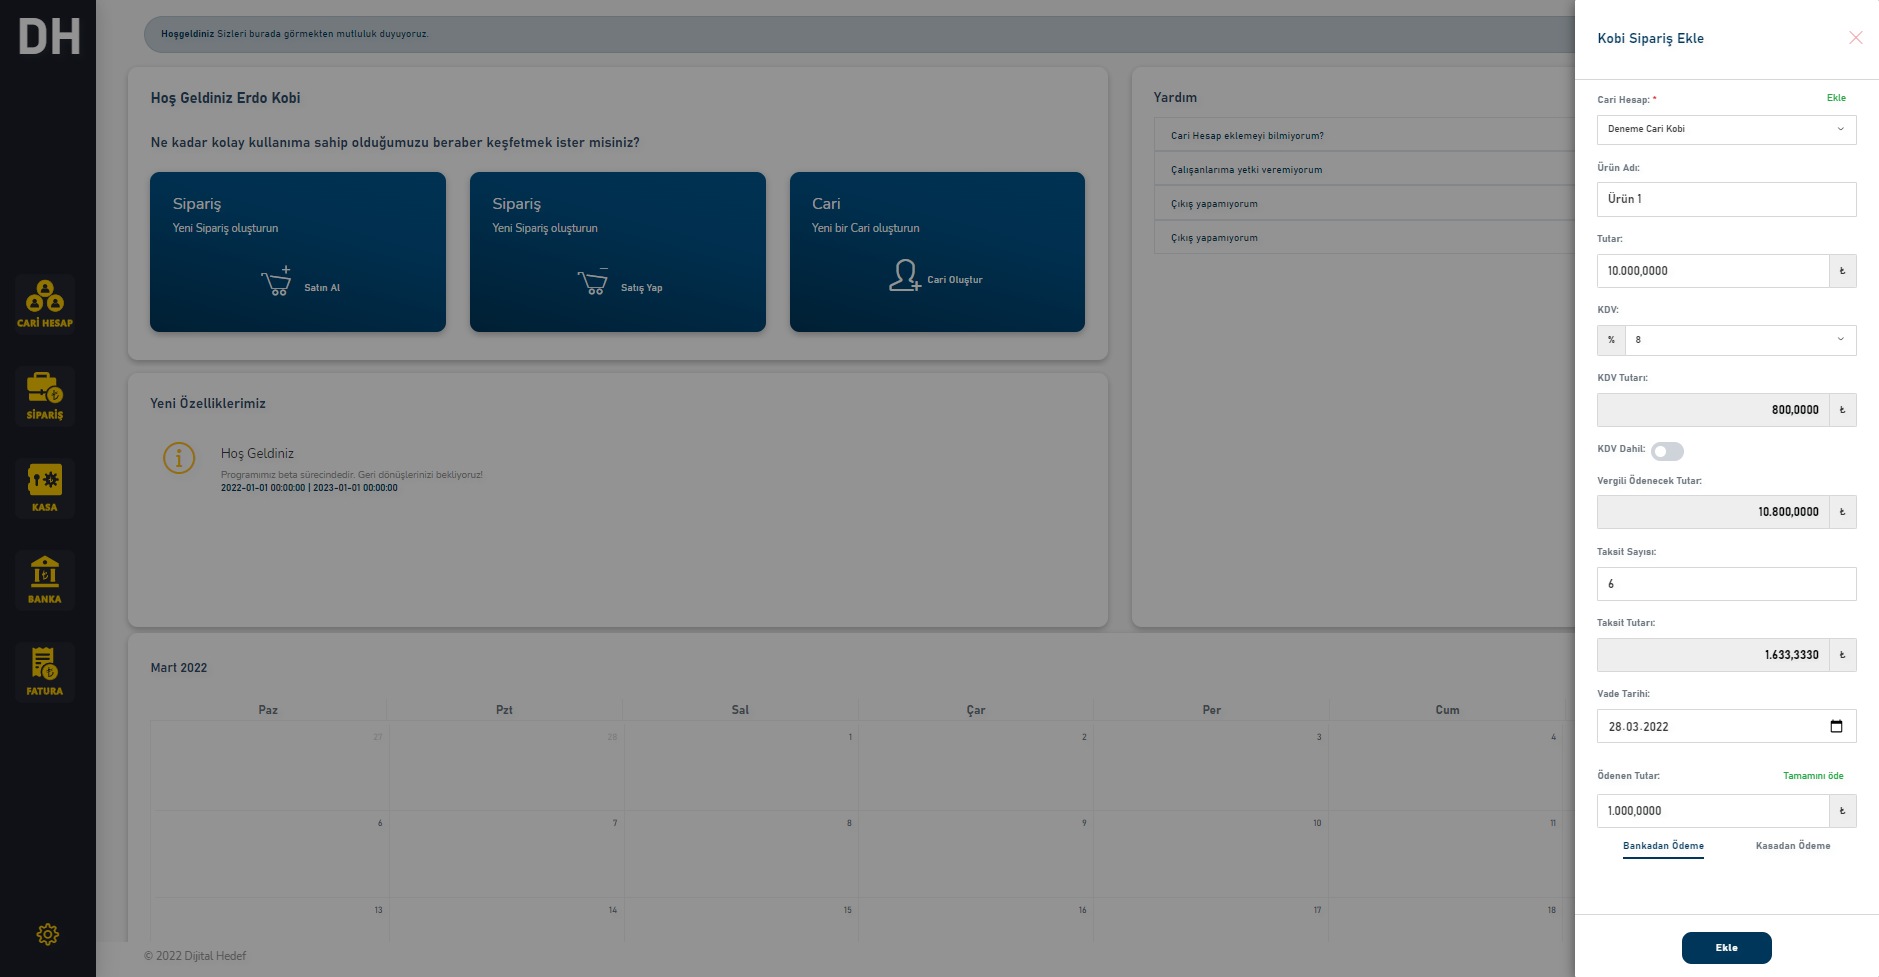 DH
CARİ HESAP
SİPARİŞ
KASA
BANKA
FATURA
Hoşgeldiniz Sizleri burada görmekten mutluluk duyuyoruz.
Hoş Geldiniz Erdo Kobi
Ne kadar kolay kullanıma sahip olduğumuzu beraber keşfetmek ister misiniz?
Sipariş
Yeni Sipariş oluşturun
Satın Al
Sipariş
Yeni Sipariş oluşturun
Satış Yap
Cari
Yeni bir Cari oluşturun
Cari Oluştur
Yardım
Cari Hesap eklemeyi bilmiyorum?
Çalışanlarıma yetki veremiyorum
Çıkış yapamıyorum
Çıkış yapamıyorum
Yeni Özelliklerimiz
Hoş Geldiniz
Programımız beta sürecindedir. Geri dönüşlerinizi bekliyoruz!
2022-01-01 00:00:00 | 2023-01-01 00:00:00
Mart 2022
Paz Pzt Sal Çar Per Cum
27 28 1 2 3 4
6 7 8 9 10 11
13 14 15 16 17 18
© 2022 Dijital Hedef
Kobi Sipariş Ekle
Cari Hesap: * Ekle
Deneme Cari Kobi
Ürün Adı:
Ürün 1
Tutar:
10.000,0000 ₺
KDV:
% 8
KDV Tutarı:
800,0000 ₺
KDV Dahil:
Vergili Ödenecek Tutar:
10.800,0000 ₺
Taksit Sayısı:
6
Taksit Tutarı:
1.633,3330 ₺
Vade Tarihi:
28.03.2022
Ödenen Tutar: Tamamını öde
1.000,0000 ₺
Bankadan Ödeme Kasadan Ödeme
Ekle